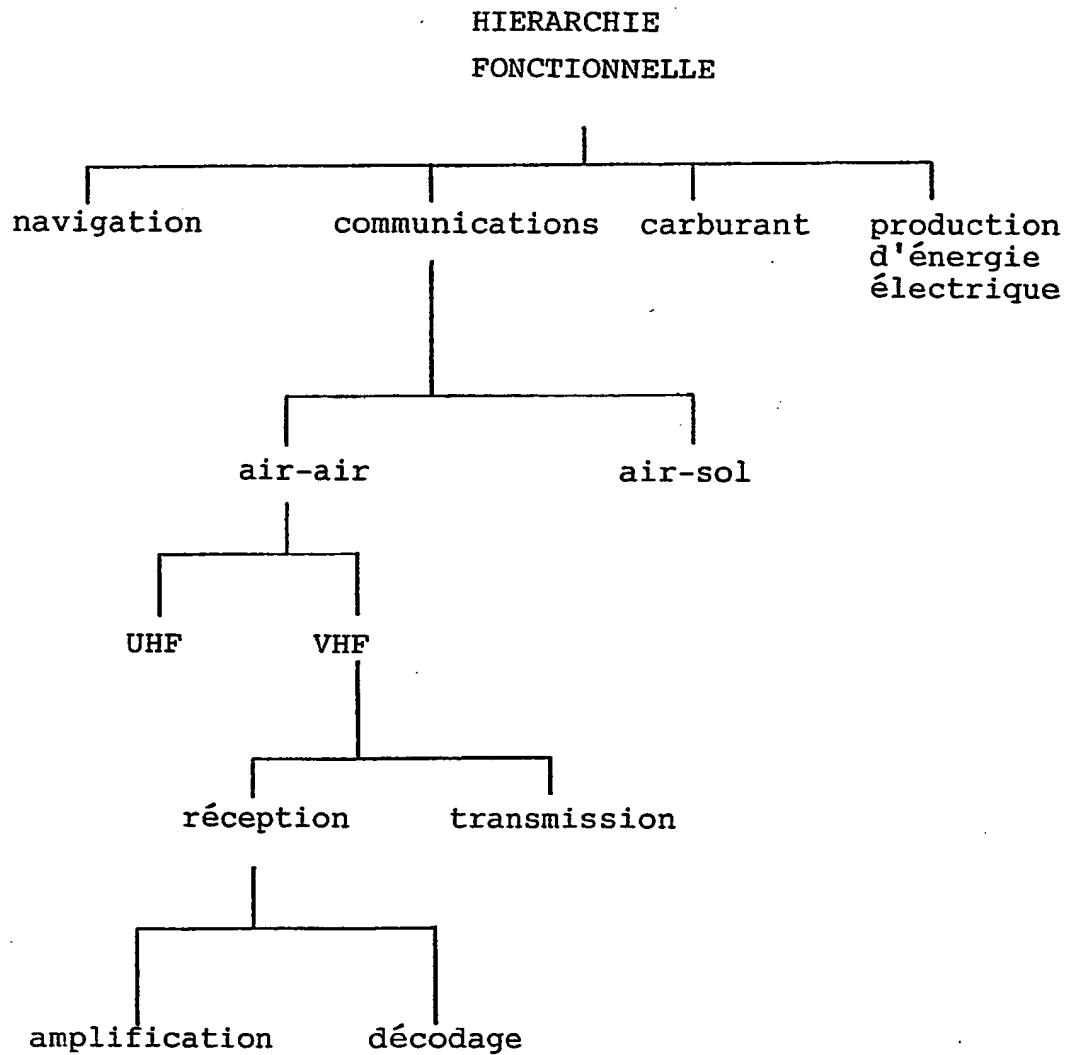 HIERARCHIE
FONCTIONNELLE
navigation communications carburant production
d'énergie
électrique
air-air air-sol
UHF VHF
réception transmission
amplification décodage